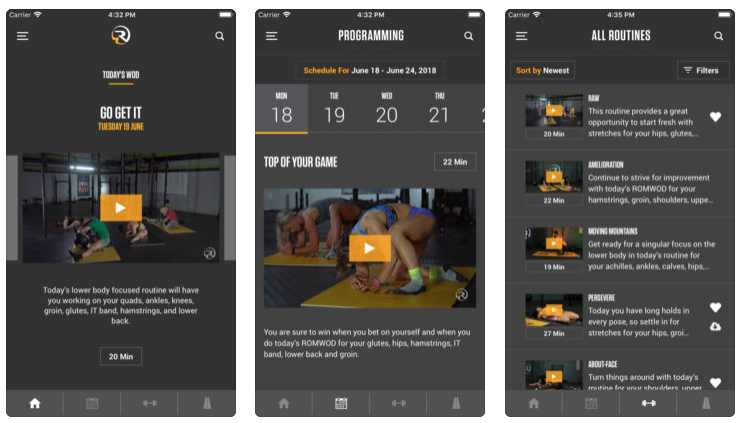 Carrier 4:32 PM
TODAY'S WOD
GO GET IT
TUESDAY 19 JUNE
Today's lower body focused routine will have
you working on your quads, ankles, knees,
groin, glutes, IT band, hamstrings, and lower
back.
20 Min
Carrier 4:32 PM
PROGRAMMING
Schedule For June 18 - June 24, 2018
MON TUE WED THU
18 19 20 21
TOP OF YOUR GAME
22 Min
You are sure to win when you bet on yourself and when you
do today's ROMWOD for your glutes, hips, hamstrings, IT
band, lower back and groin.
Carrier 4:35 PM
ALL ROUTINES
Sort by Newest
Filters
RAW
This routine provides a great
opportunity to start fresh with
stretches for your hips, glutes,...
20 Min
AMELIORATION
Continue to strive for improvement
with today's ROMWOD for your
hamstrings, groin, shoulders, uppe...
22 Min
MOVING MOUNTAINS
Get ready for a singular focus on the
lower body in today's routine for
your achilles, ankles, calves, hips,...
19 Min
PERSEVERE
Today you have long holds in
every pose, so settle in for
stretches for your hips, groi...
27 Min
ABOUT-FACE
Turn things around with today's
routine for your shoulders, upper